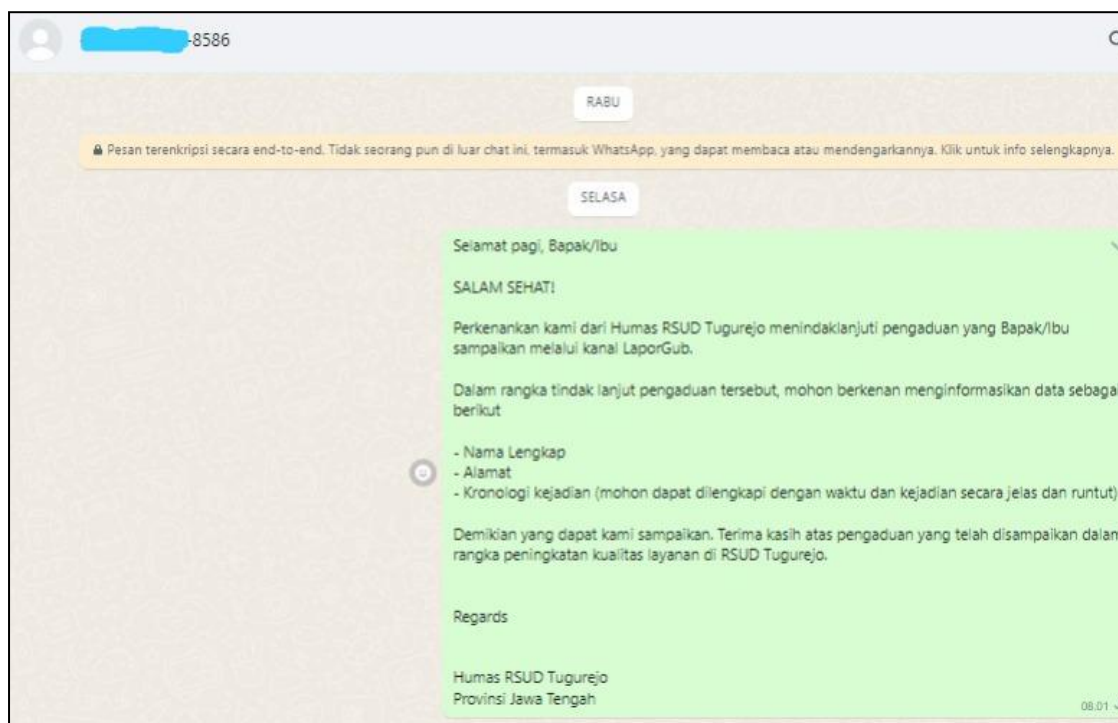 -8586
RABU
Pesan terenkripsi secara end-to-end. Tidak seorang pun di luar chat ini, termasuk WhatsApp, yang dapat membaca atau mendengarkannya. Klik untuk info selengkapnya.
SELASA
Selamat pagi, Bapak/Ibu
SALAM SEHAT!
Perkenankan kami dari Humas RSUD Tugurejo menindaklanjuti pengaduan yang Bapak/Ibu
sampaikan melalui kanal LaporGub.
Dalam rangka tindak lanjut pengaduan tersebut, mohon berkenan menginformasikan data sebagai
berikut
- Nama Lengkap
- Alamat
- Kronologi kejadian (mohon dapat dilengkapi dengan waktu dan kejadian secara jelas dan runtut)
Demikian yang dapat kami sampaikan. Terima kasih atas pengaduan yang telah disampaikan dalam
rangka peningkatan kualitas layanan di RSUD Tugurejo.
Regards
Humas RSUD Tugurejo
Provinsi Jawa Tengah
08.01